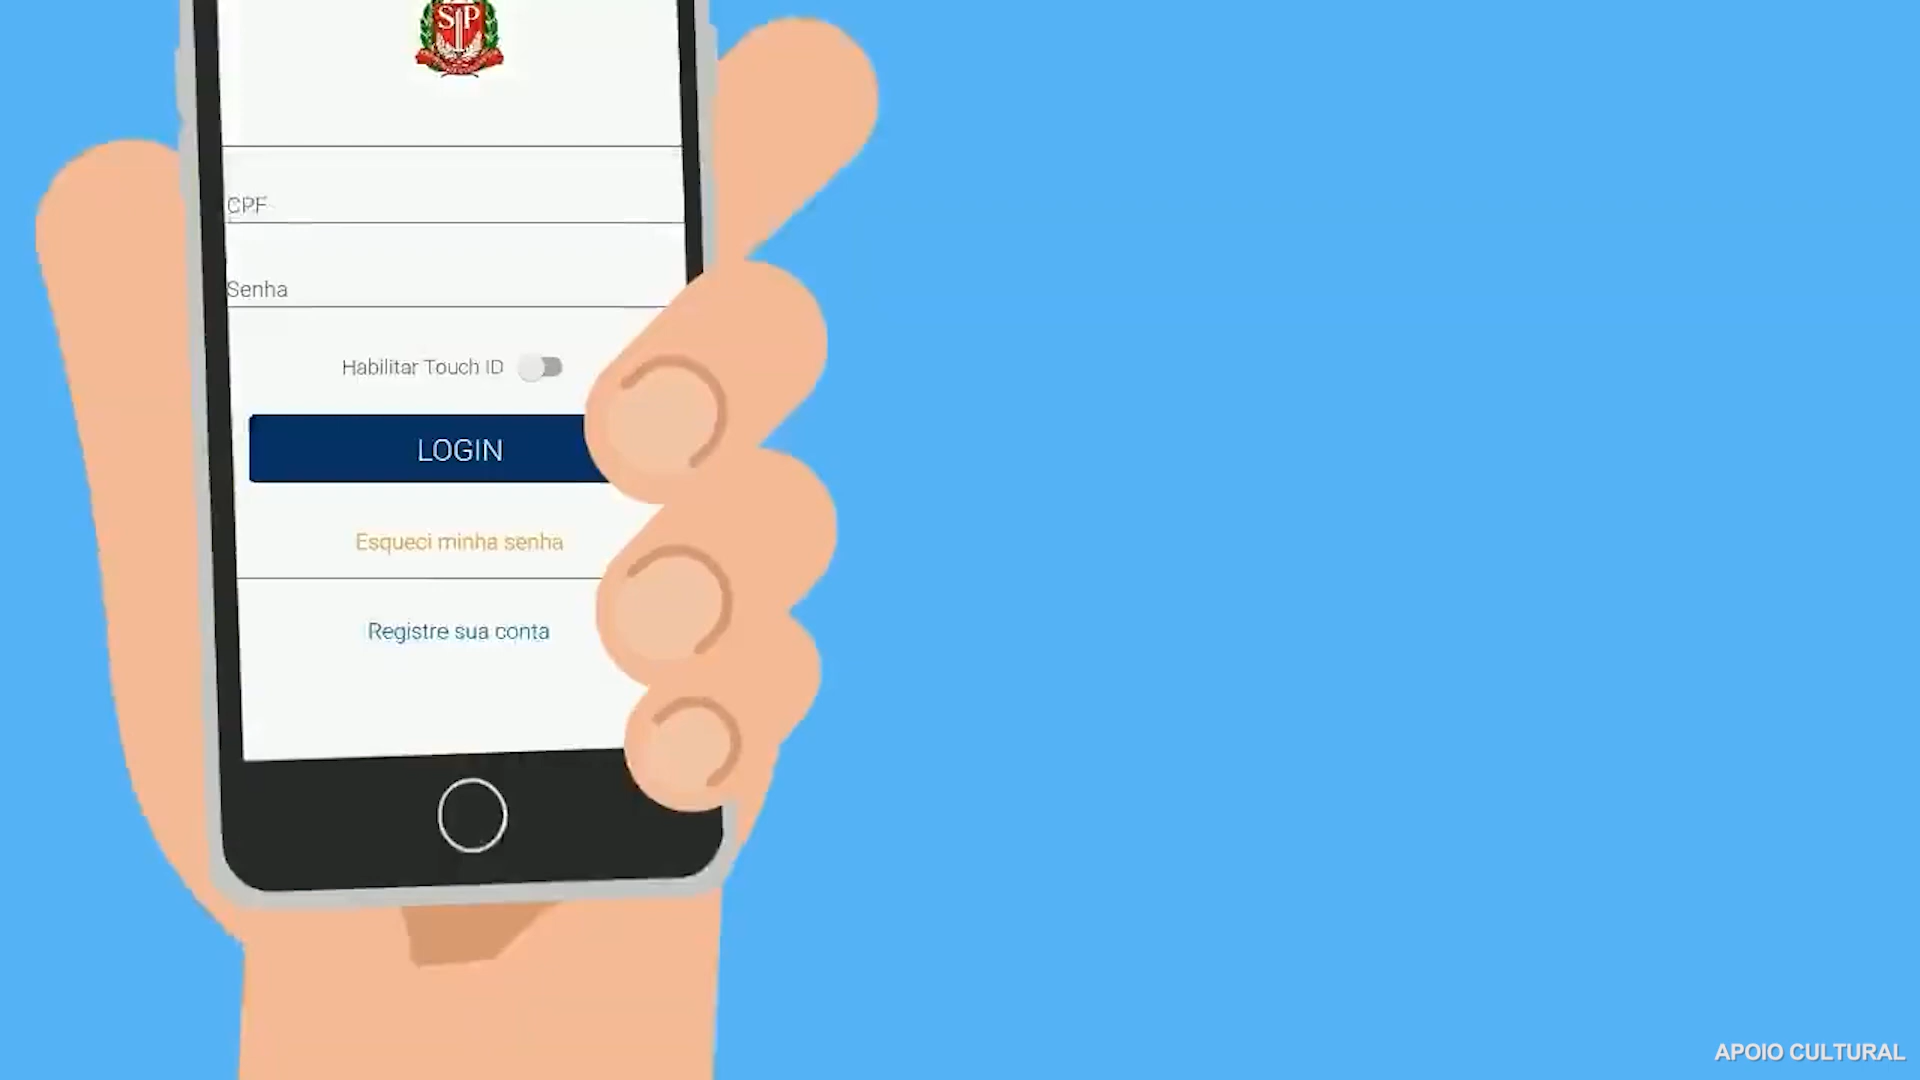 SP
CPF
Senha
Habilitar Touch ID
LOGIN
Esqueci minha senha
Registre sua conta
APOIO CULTURAL